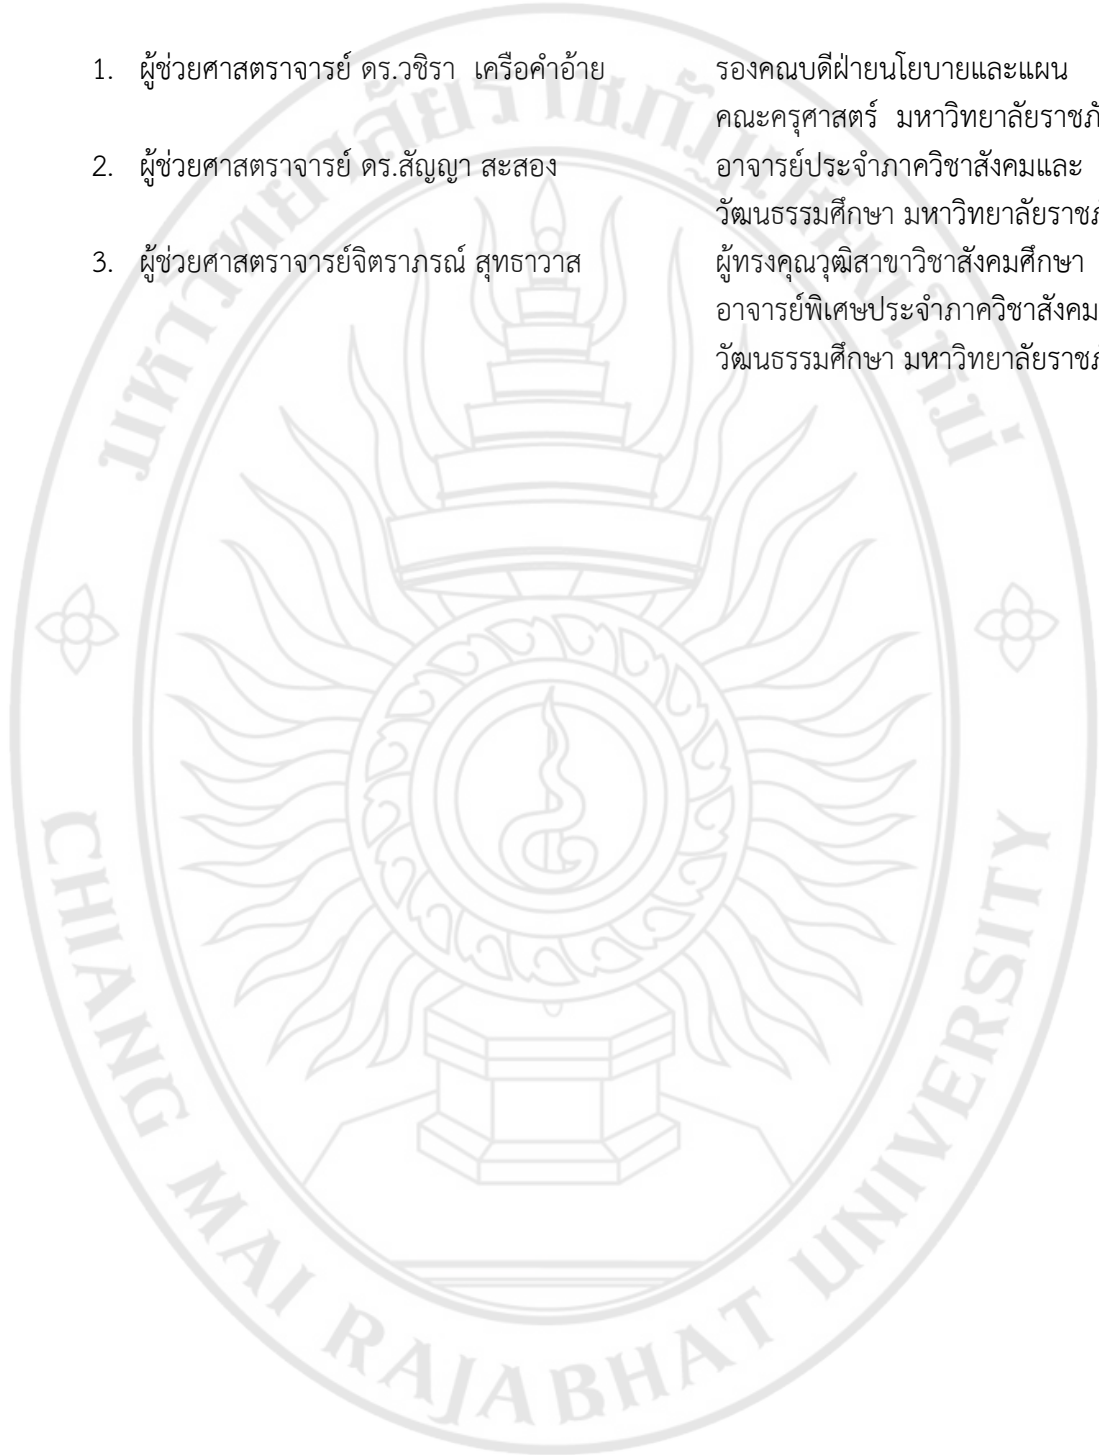 1. ผู้ช่วยศาสตราจารย์ ดร.วชิรา เครือคำอ้าย รองคณบดีฝ่ายนโยบายและแผน
คณะครุศาสตร์ มหาวิทยาลัยราชภั
2. ผู้ช่วยศาสตราจารย์ ดร.สัญญา สะสอง อาจารย์ประจำภาควิชาสังคมและ
วัฒนธรรมศึกษา มหาวิทยาลัยราชภั
3. ผู้ช่วยศาสตราจารย์จิตราภรณ์ สุทธาวาส ผู้ทรงคุณวุฒิสาขาวิชาสังคมศึกษา
อาจารย์พิเศษประจำภาควิชาสังคม
วัฒนธรรมศึกษา มหาวิทยาลัยราชภั
มหาวิทยาลัยราชภัฏเชียงใหม่
CHIANG MAI RAJABHAT UNIVERSITY